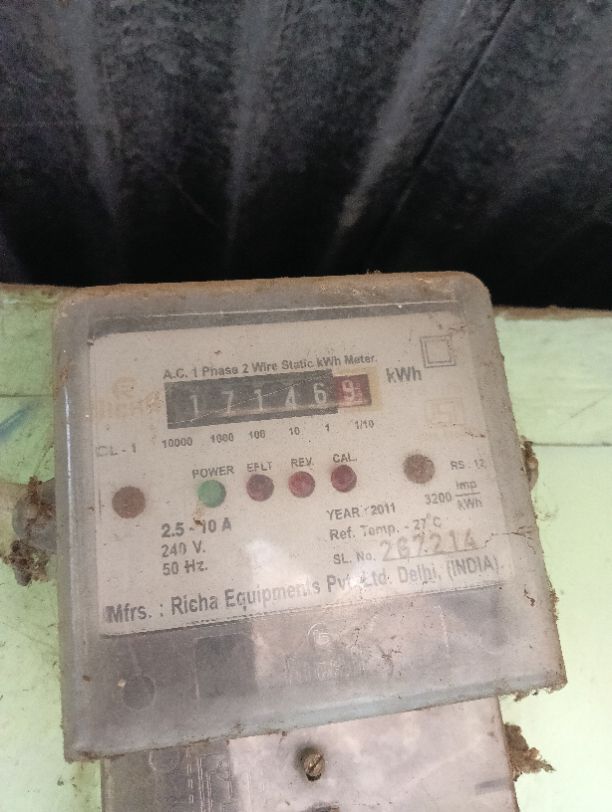 A.C. 1 Phase 2 Wire Static kWh Meter.
171469 kWh
RICHA
CL - 1
10000 1000 100 10 1 1/10
POWER EFLT REV. CAL.
RS - 12
3200 imp/kWh
2.5 - 10 A
240 V.
50 Hz.
YEAR : 2011
Ref. Temp. - 27°C
SL. No. 267214
Mfrs. : Richa Equipments Pvt. Ltd. Delhi, (INDIA)